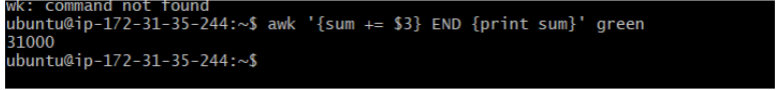 wk: command not found
ubuntu@ip-172-31-35-244:~$ awk '{sum += $3} END {print sum}' green
31000
ubuntu@ip-172-31-35-244:~$